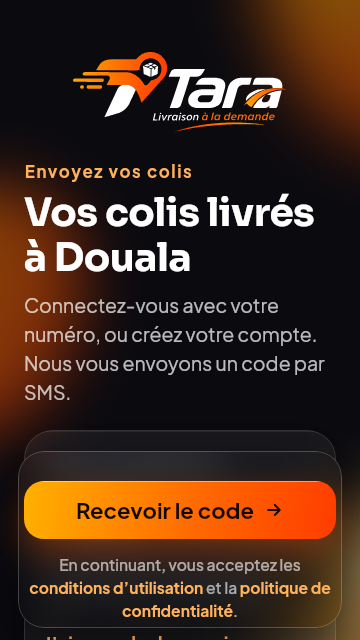 Tara
Livraison à la demande
Envoyez vos colis
Vos colis livrés
à Douala
Connectez-vous avec votre
numéro, ou créez votre compte.
Nous vous envoyons un code par
SMS.
Recevoir le code →
En continuant, vous acceptez les
conditions d’utilisation et la politique de
confidentialité.